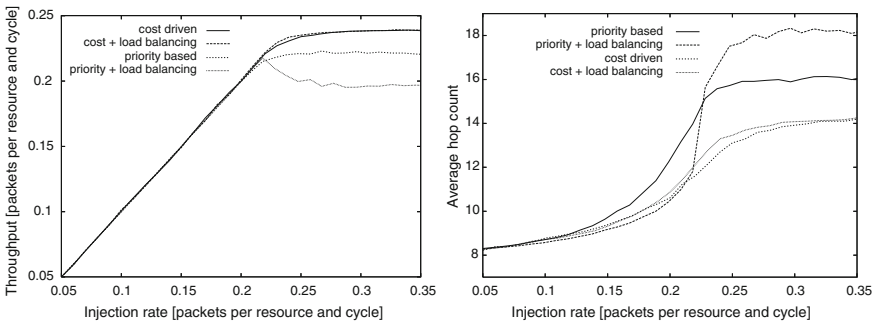 Throughput [packets per resource and cycle]
0.25
0.2
0.15
0.1
0.05
cost driven
cost + load balancing
priority based
priority + load balancing
0.05 0.1 0.15 0.2 0.25 0.3 0.35
Injection rate [packets per resource and cycle]
Average hop count
18
16
14
12
10
8
priority based
priority + load balancing
cost driven
cost + load balancing
0.05 0.1 0.15 0.2 0.25 0.3 0.35
Injection rate [packets per resource and cycle]